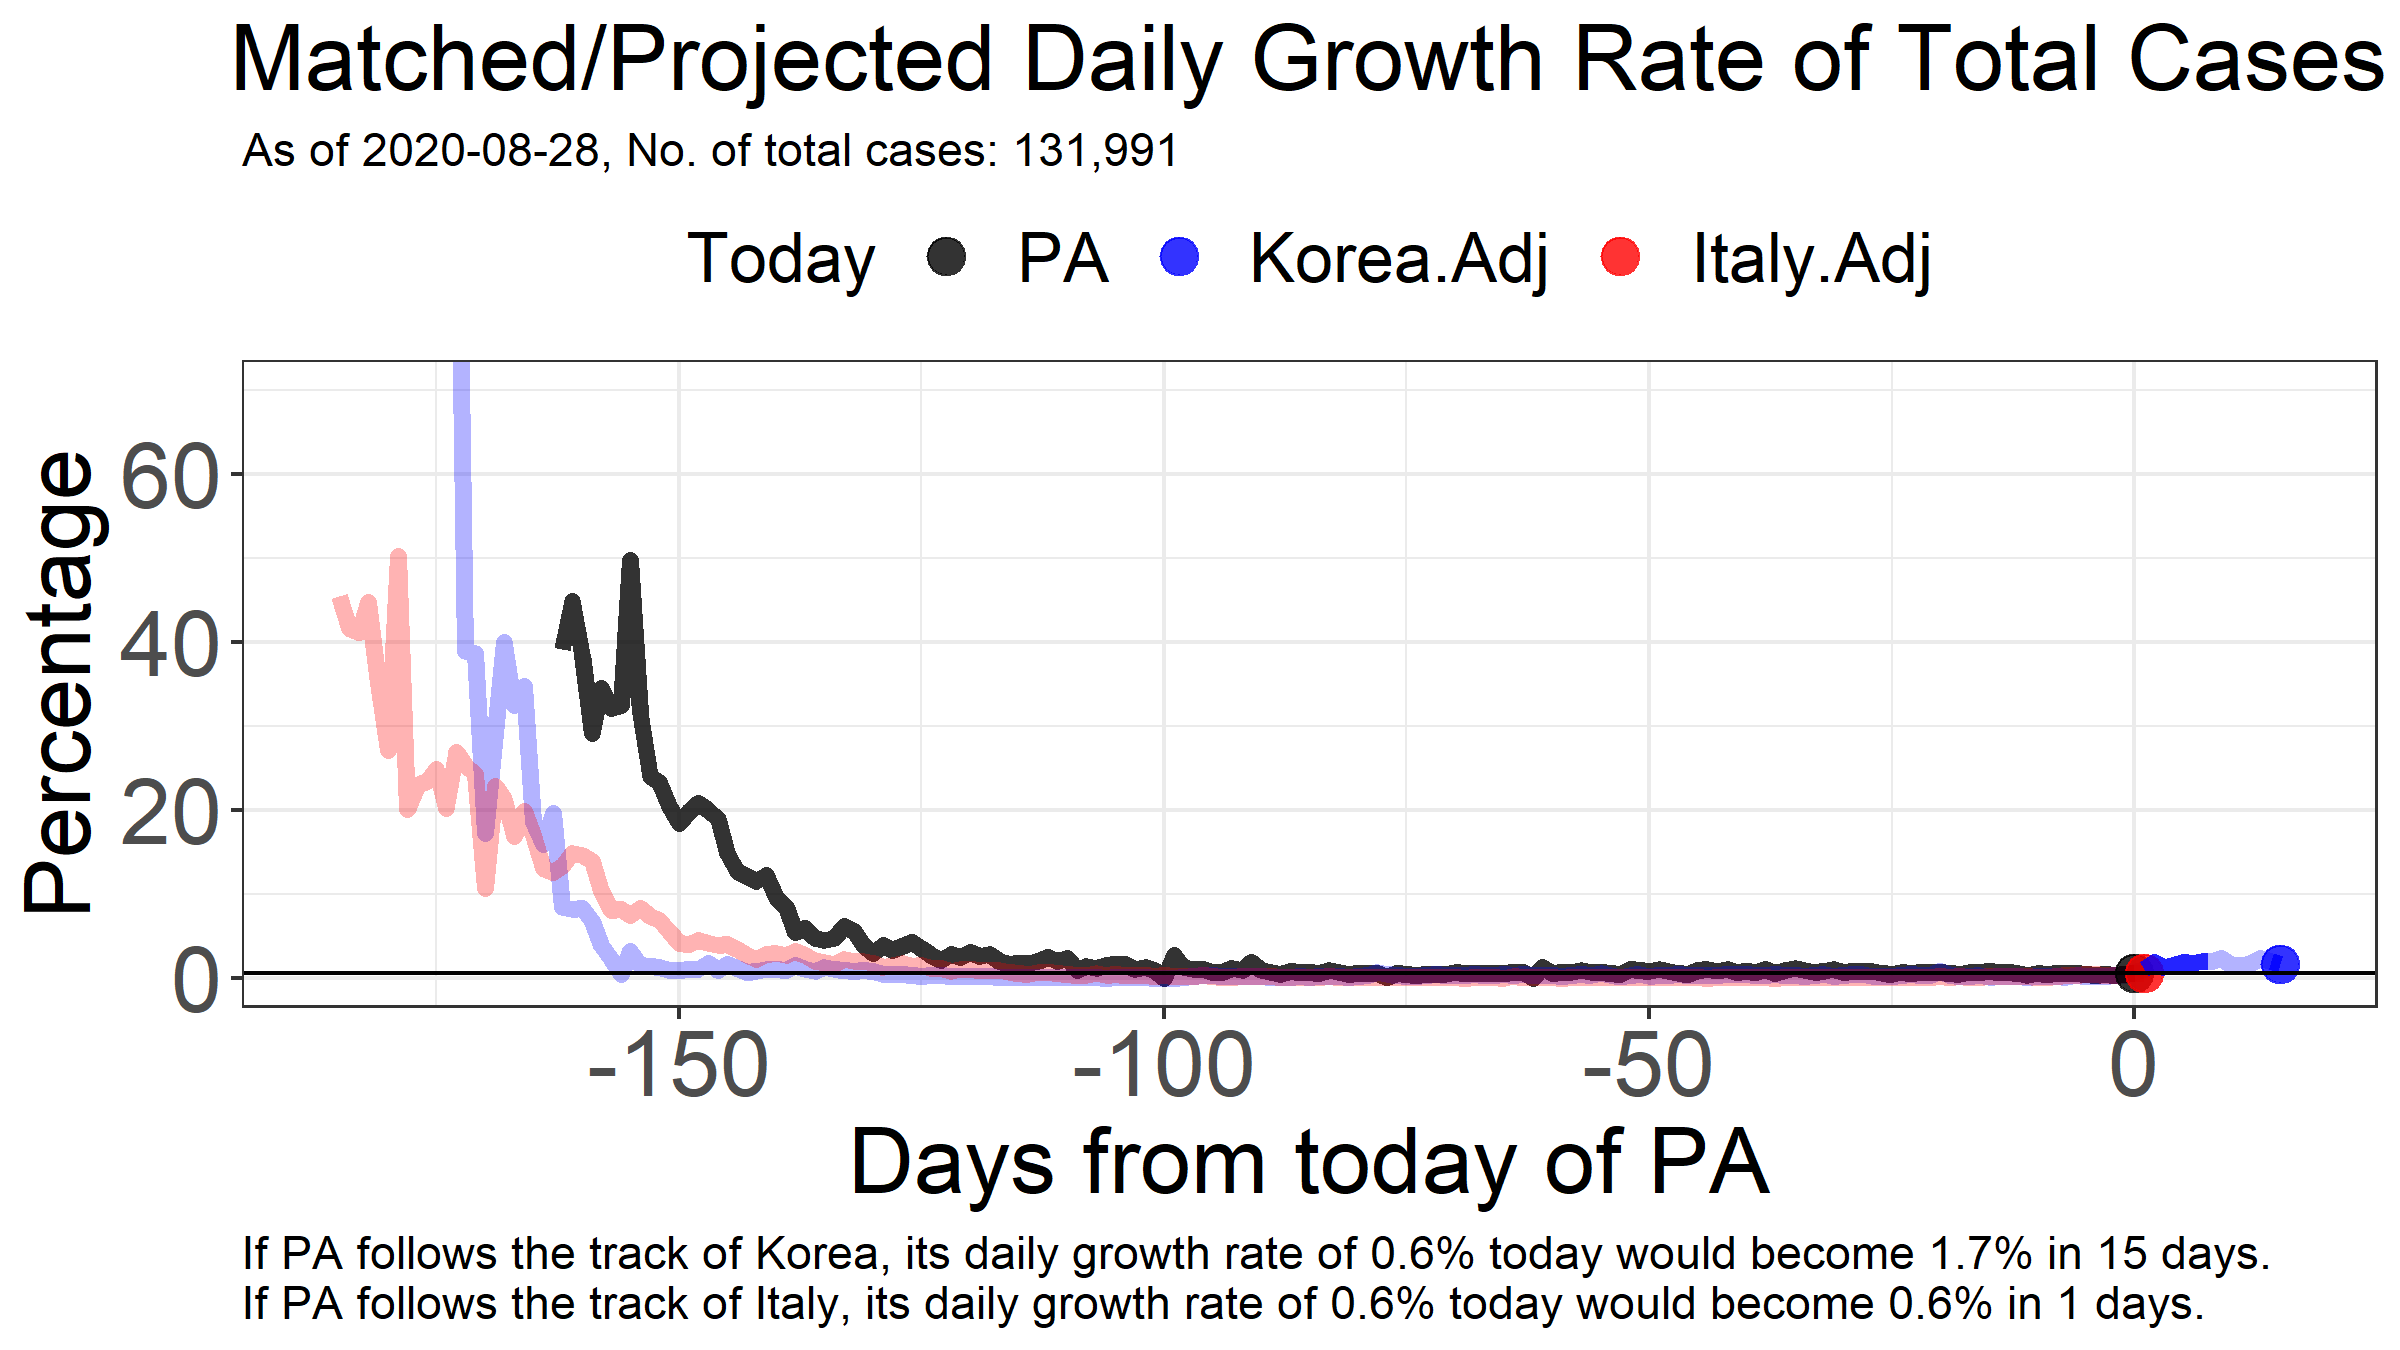 Matched/Projected Daily Growth Rate of Total Cases
As of 2020-08-28, No. of total cases: 131,991
Today PA Korea.Adj Italy.Adj
Percentage
60
40
20
0
-150 -100 -50 0
Days from today of PA
If PA follows the track of Korea, its daily growth rate of 0.6% today would become 1.7% in 15 days.
If PA follows the track of Italy, its daily growth rate of 0.6% today would become 0.6% in 1 days.